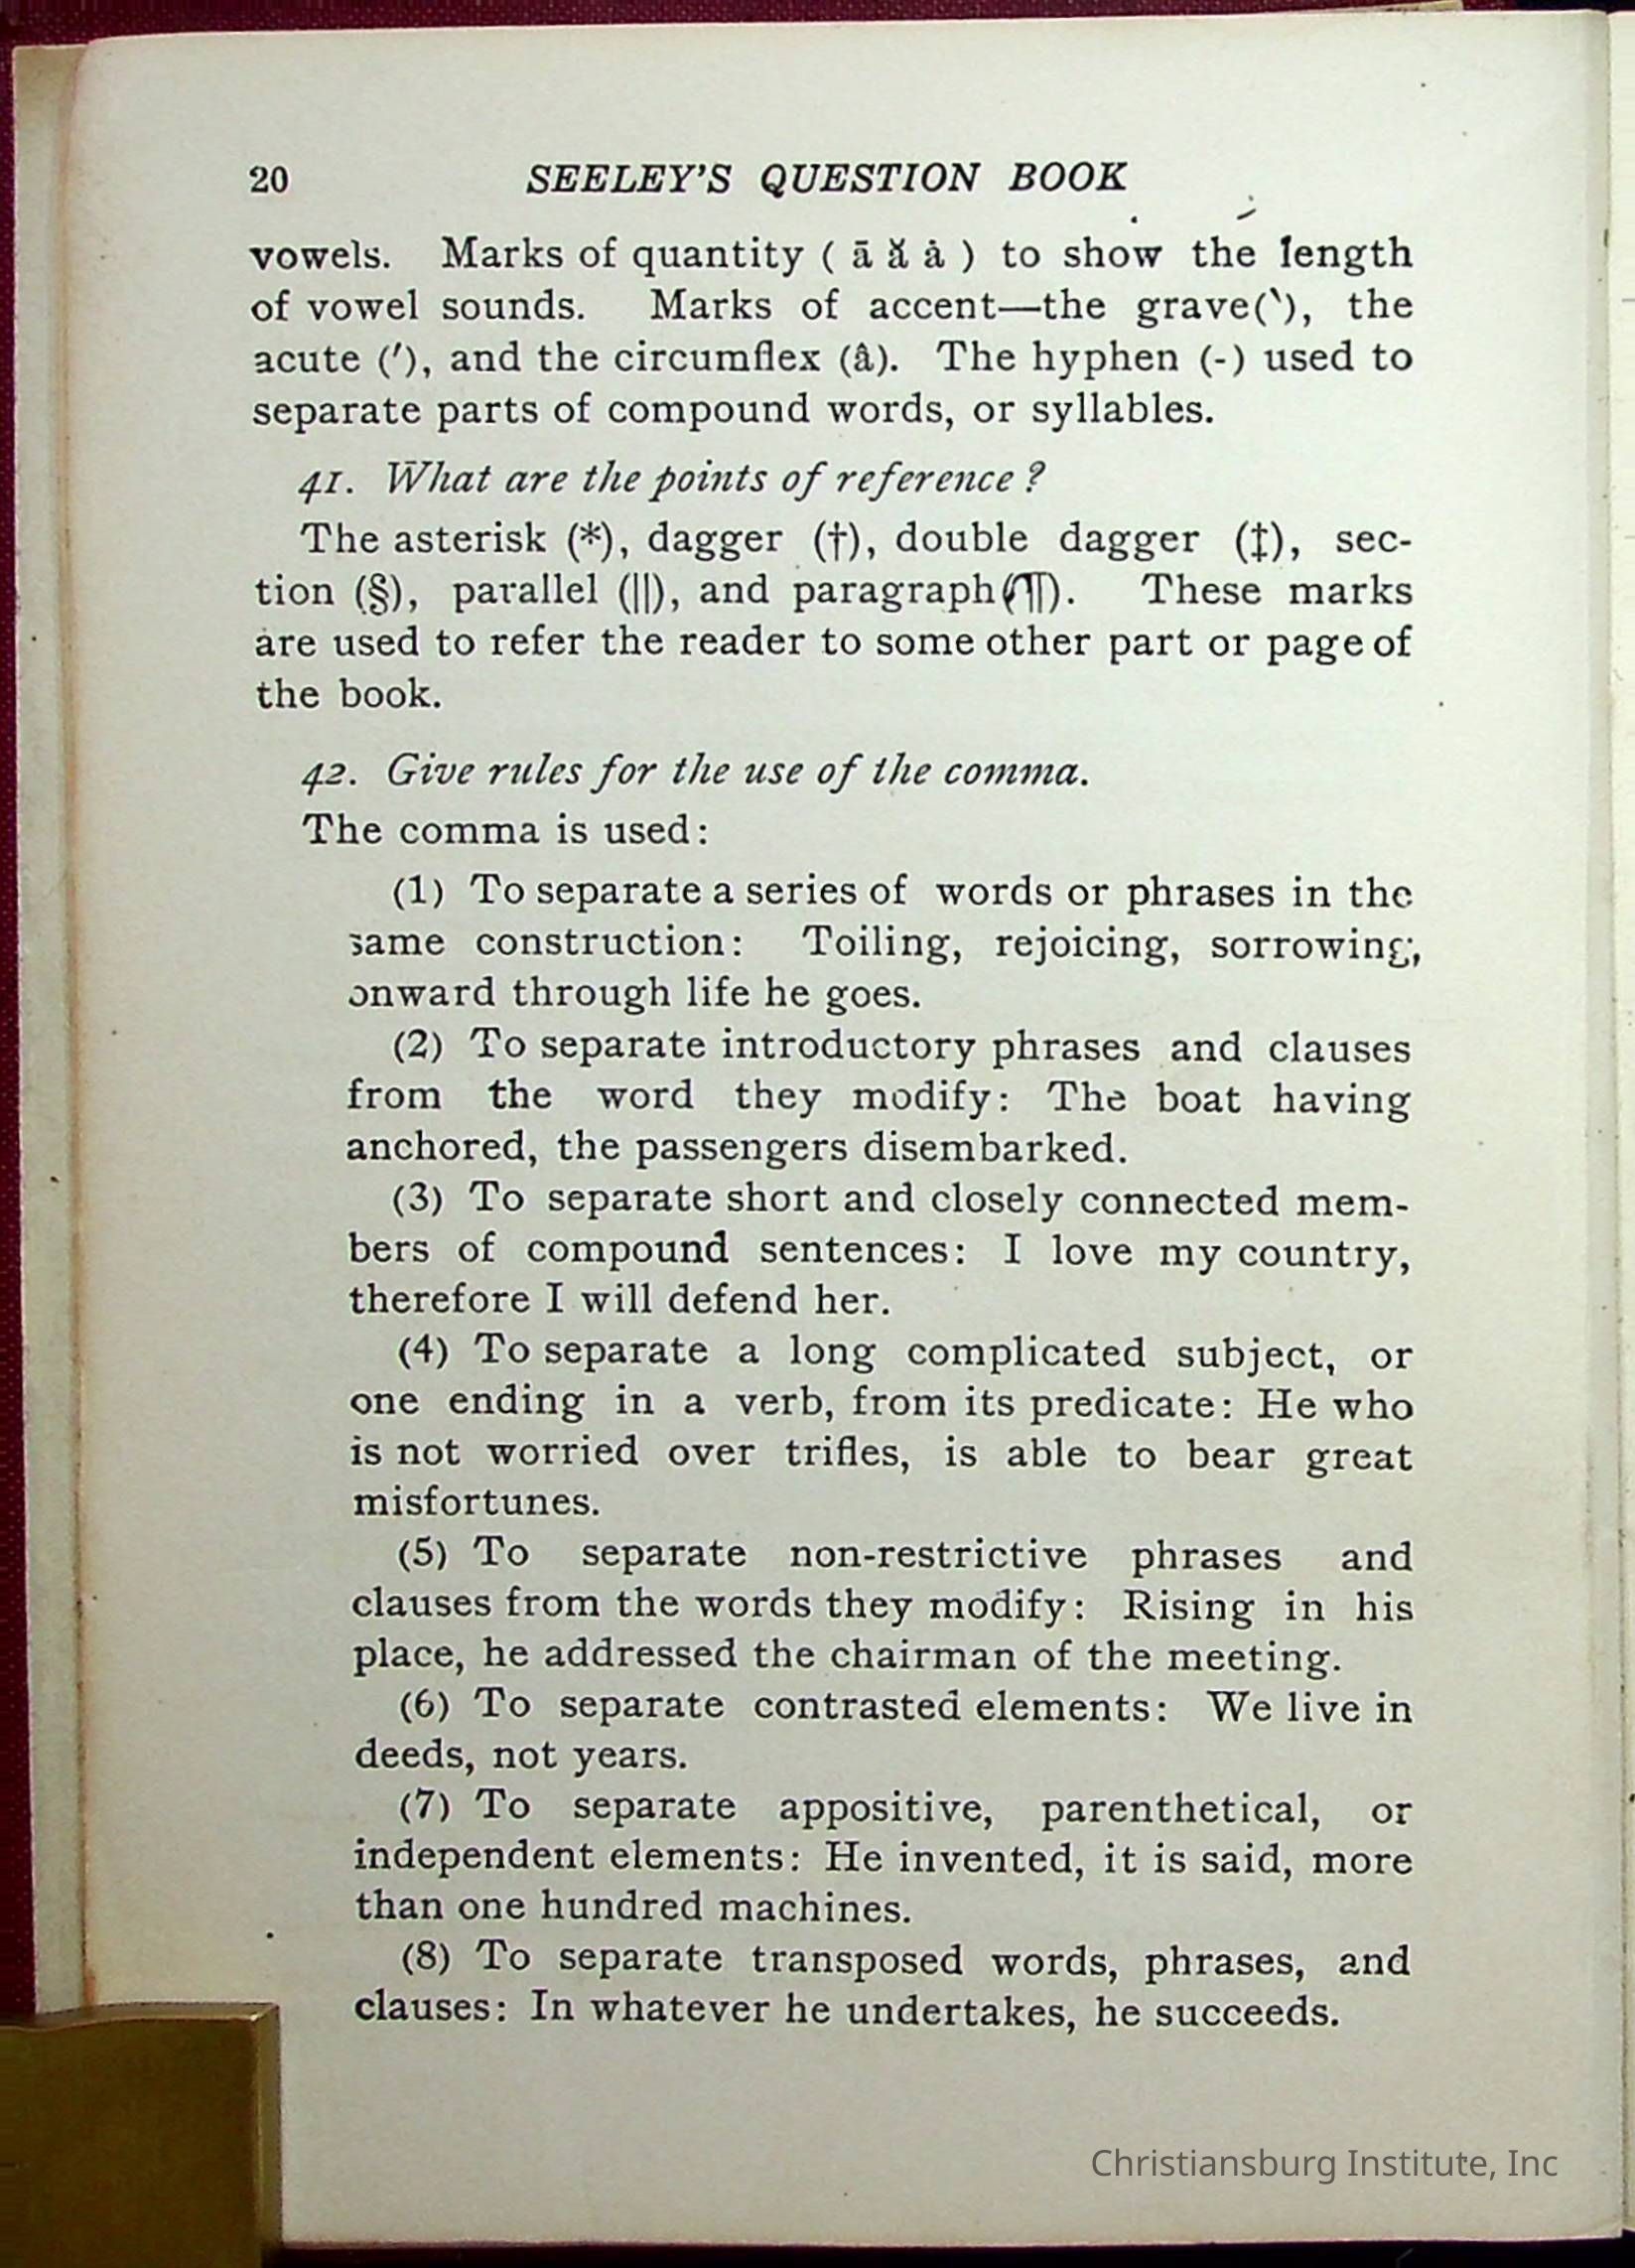 20 SEELEY'S QUESTION BOOK
vowels. Marks of quantity ( ā ă ȧ ) to show the length
of vowel sounds. Marks of accent—the grave(`), the
acute (′), and the circumflex (â). The hyphen (-) used to
separate parts of compound words, or syllables.
41. What are the points of reference ?
The asterisk (*), dagger (†), double dagger (‡), sec-
tion (§), parallel (||), and paragraph(¶). These marks
are used to refer the reader to some other part or page of
the book.
42. Give rules for the use of the comma.
The comma is used:
(1) To separate a series of words or phrases in the
same construction: Toiling, rejoicing, sorrowing,
onward through life he goes.
(2) To separate introductory phrases and clauses
from the word they modify: The boat having
anchored, the passengers disembarked.
(3) To separate short and closely connected mem-
bers of compound sentences: I love my country,
therefore I will defend her.
(4) To separate a long complicated subject, or
one ending in a verb, from its predicate: He who
is not worried over trifles, is able to bear great
misfortunes.
(5) To separate non-restrictive phrases and
clauses from the words they modify: Rising in his
place, he addressed the chairman of the meeting.
(6) To separate contrasted elements: We live in
deeds, not years.
(7) To separate appositive, parenthetical, or
independent elements: He invented, it is said, more
than one hundred machines.
(8) To separate transposed words, phrases, and
clauses: In whatever he undertakes, he succeeds.
Christiansburg Institute, Inc